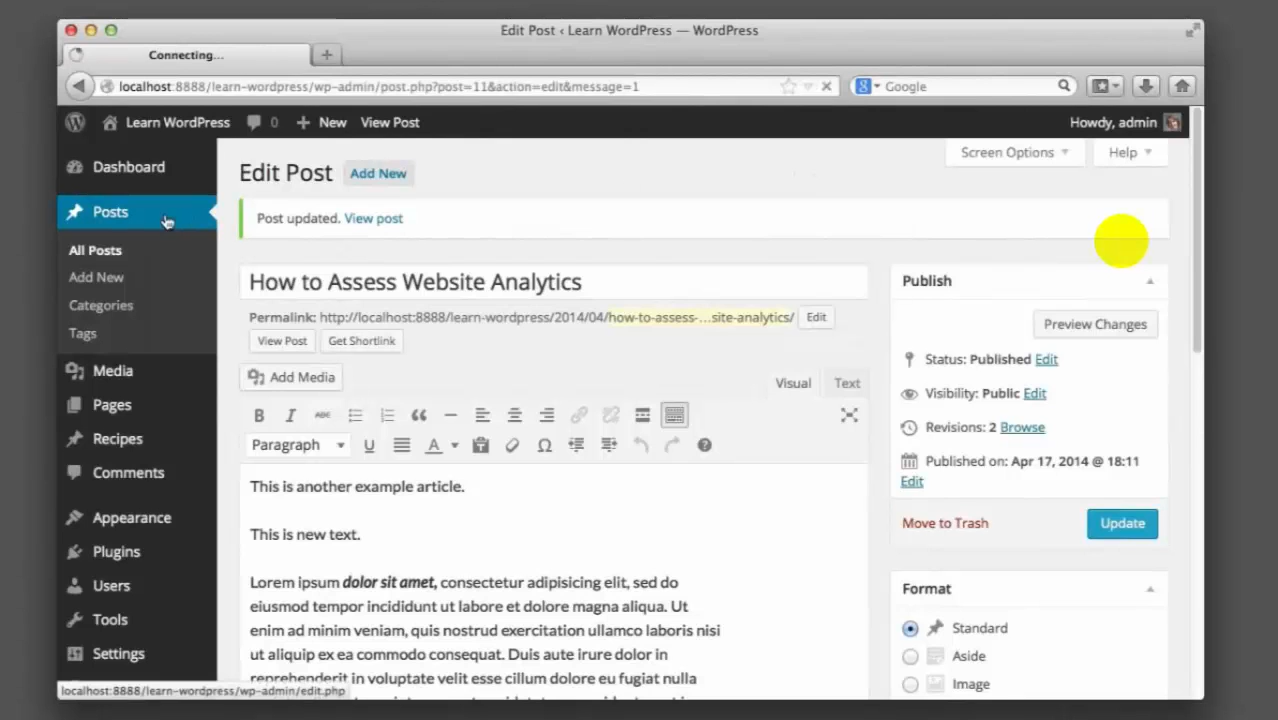 Edit Post ‹ Learn WordPress — WordPress
Connecting...
localhost:8888/learn-wordpress/wp-admin/post.php?post=11&action=edit&message=1
Google
Learn WordPress
0
New
View Post
Howdy, admin
Dashboard
Posts
All Posts
Add New
Categories
Tags
Media
Pages
Recipes
Comments
Appearance
Plugins
Users
Tools
Settings
Screen Options
Help
Edit Post
Add New
Post updated. View post
How to Assess Website Analytics
Permalink: http://localhost:8888/learn-wordpress/2014/04/how-to-assess-...site-analytics/ Edit
View Post
Get Shortlink
Add Media
Visual
Text
B I ABC
Paragraph
U
A
This is another example article.
This is new text.
Lorem ipsum dolor sit amet, consectetur adipisicing elit, sed do
eiusmod tempor incididunt ut labore et dolore magna aliqua. Ut
enim ad minim veniam, quis nostrud exercitation ullamco laboris nisi
ut aliquip ex ea commodo consequat. Duis aute irure dolor in
reprehenderit in voluptate velit esse cillum dolore eu fugiat nulla
Publish
Preview Changes
Status: Published Edit
Visibility: Public Edit
Revisions: 2 Browse
Published on: Apr 17, 2014 @ 18:11
Edit
Move to Trash
Update
Format
Standard
Aside
Image
localhost:8888/learn-wordpress/wp-admin/edit.php